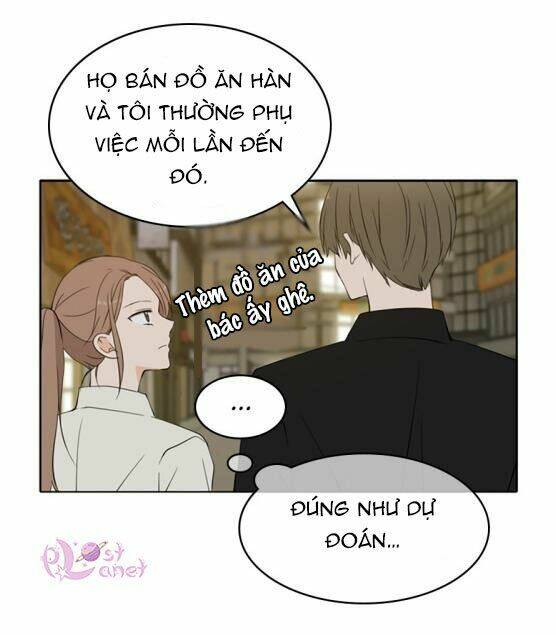 HỌ BÁN ĐỒ ĂN HÀN
VÀ TÔI THƯỜNG PHỤ
VIỆC MỖI LẦN ĐẾN
ĐÓ.
Thèm đồ ăn của
bác ấy ghê.
...
ĐÚNG NHƯ DỰ
ĐOÁN...
Lost
Planet